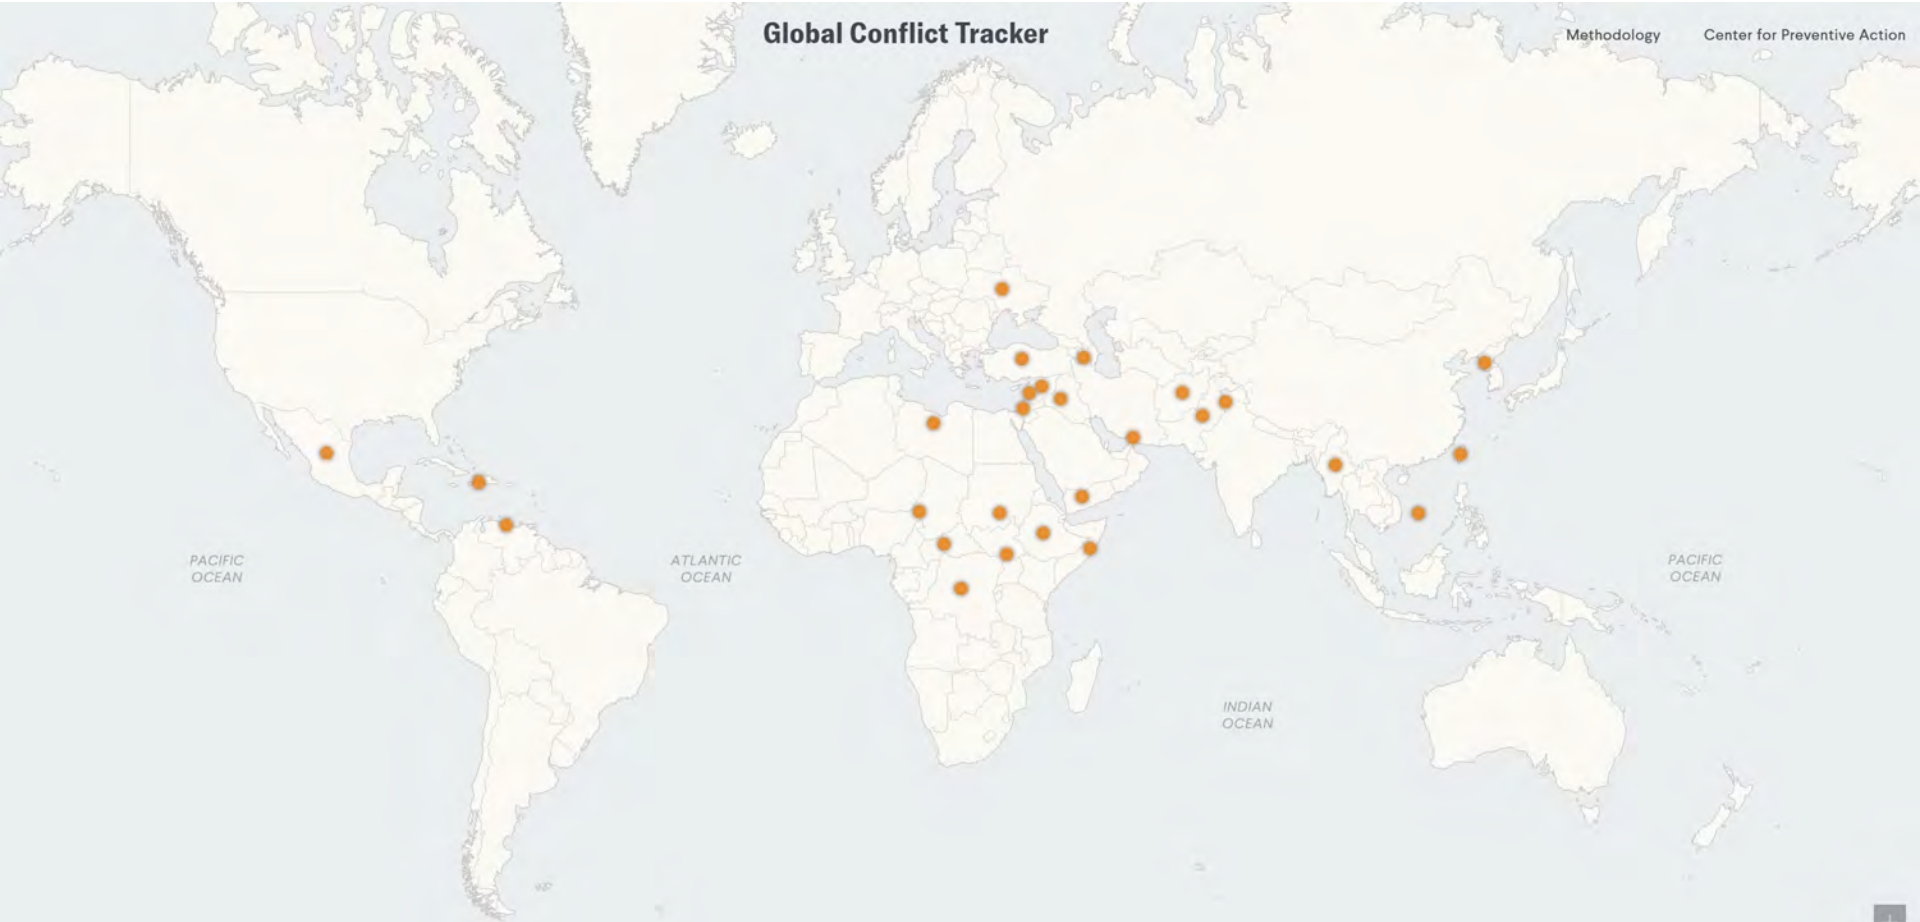 Global Conflict Tracker
Methodology
Center for Preventive Action
PACIFIC
OCEAN
ATLANTIC
OCEAN
PACIFIC
OCEAN
INDIAN
OCEAN